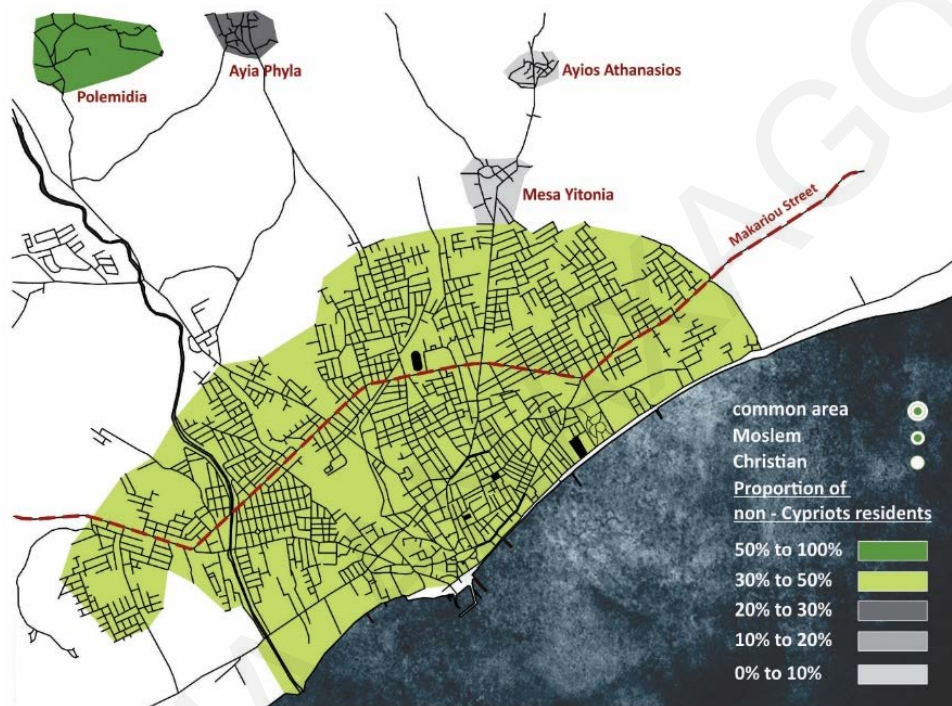 Polemidia
Ayia Phyla
Ayios Athanasios
Mesa Yitonia
Makariou Street
common area
Moslem
Christian
Proportion of
non - Cypriots residents
50% to 100%
30% to 50%
20% to 30%
10% to 20%
0% to 10%